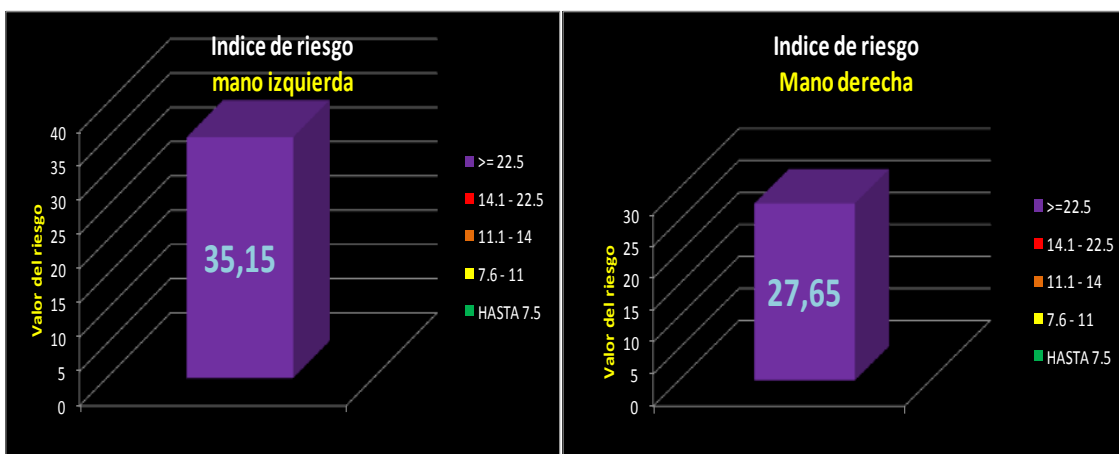 Indice de riesgo
mano izquierda
Valor del riesgo
40
35
30
25
20
15
10
5
0
35,15
>= 22.5
14.1 - 22.5
11.1 - 14
7.6 - 11
HASTA 7.5
Indice de riesgo
Mano derecha
Valor del riesgo
30
25
20
15
10
5
0
27,65
>=22.5
14.1 - 22.5
11.1 - 14
7.6 - 11
HASTA 7.5